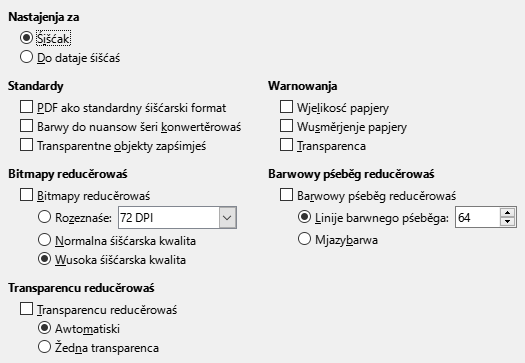 Nastajenja za
Śišćak
Do dataje śišćaś
Standardy
PDF ako standardny śišćarski format
Barwy do nuansow šeri konwertěrowaś
Transparentne objekty zapśimjeś
Warnowanja
Wjelikosć papjery
Wusměrjenje papjery
Transparenca
Bitmapy reducěrowaś
Bitmapy reducěrowaś
Rozeznaśe: 72 DPI
Normalna śišćarska kwalita
Wusoka śišćarska kwalita
Barwowy pśeběg reducěrowaś
Barwowy pśeběg reducěrowaś
Linije barwnego pśeběga: 64
Mjazybarwa
Transparencu reducěrowaś
Transparencu reducěrowaś
Awtomatiski
Žedna transparenca